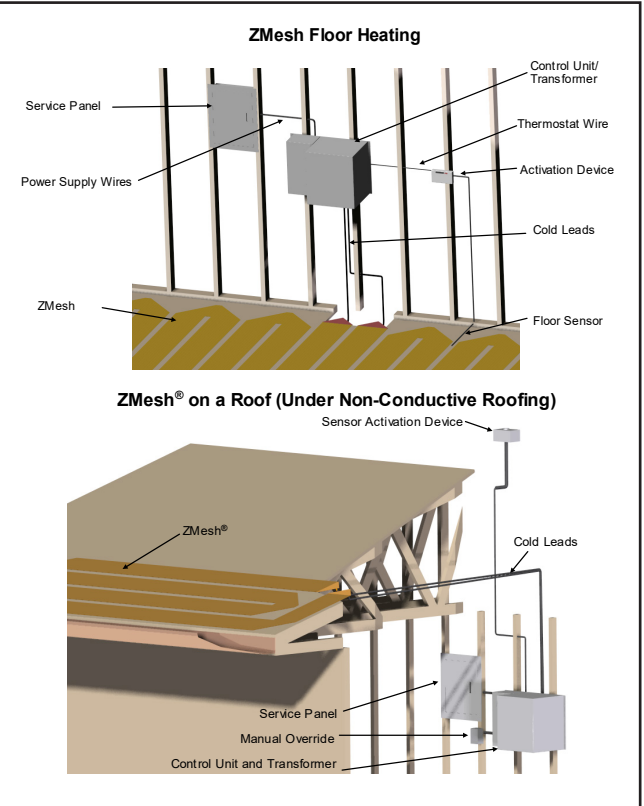 ZMesh Floor Heating
Control Unit/
Transformer
Service Panel
Thermostat Wire
Activation Device
Power Supply Wires
Cold Leads
ZMesh
Floor Sensor
ZMesh® on a Roof (Under Non-Conductive Roofing)
Sensor Activation Device
ZMesh®
Cold Leads
Service Panel
Manual Override
Control Unit and Transformer